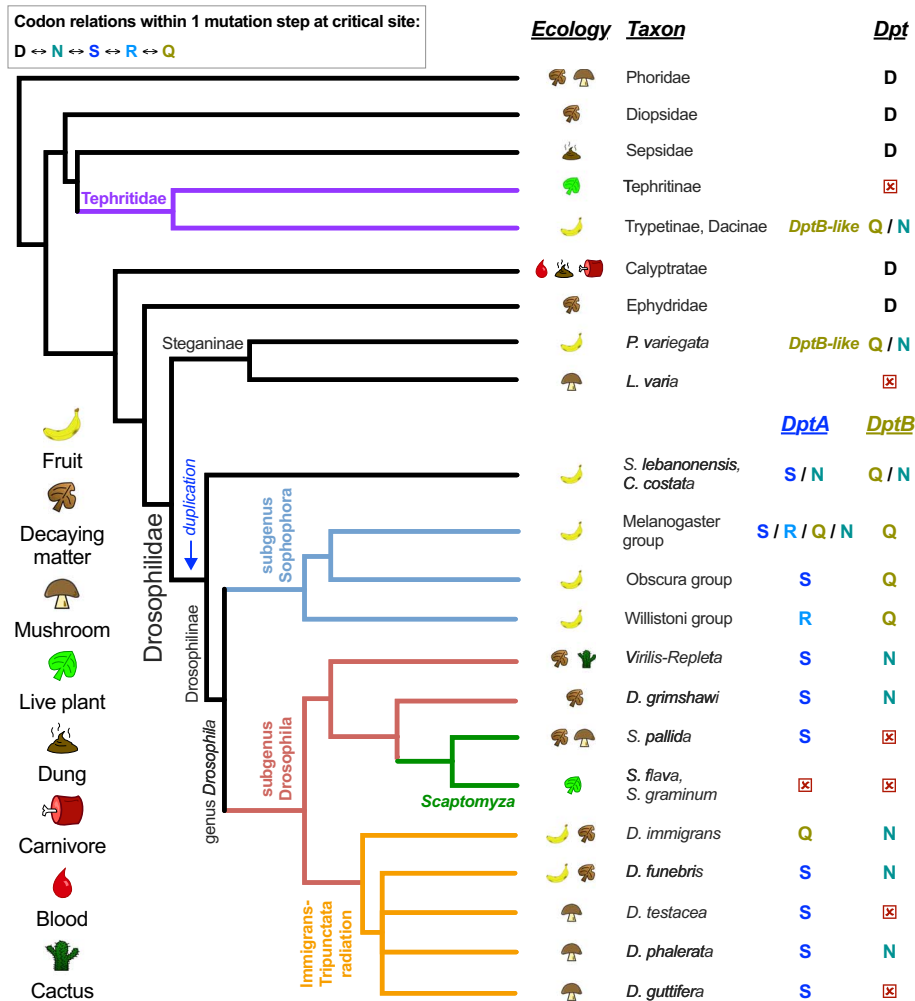 Codon relations within 1 mutation step at critical site:
D ↔ N ↔ S ↔ R ↔ Q
Ecology Taxon Dpt
Phoridae D
Diopsidae D
Sepsidae D
Tephritidae
Tephritinae
Trypetinae, Dacinae DptB-like Q / N
Calyptratae D
Ephydridae D
Steganinae
P. variegata DptB-like Q / N
L. varia
DptA DptB
S. lebanonensis,
C. costata
S / N Q / N
Melanogaster
group
S / R / Q / N Q
Obscura group S Q
Willistoni group R Q
Virilis-Repleta S N
D. grimshawi S N
S. pallida S
S. flava,
S. graminum
D. immigrans Q N
D. funebris S N
D. testacea S
D. phalerata S N
D. guttifera S
Drosophilidae
duplication
Drosophilinae
genus Drosophila
subgenus
Sophophora
subgenus
Drosophila
Scaptomyza
Immigrans-
Tripunctata
radiation
Fruit
Decaying
matter
Mushroom
Live plant
Dung
Carnivore
Blood
Cactus